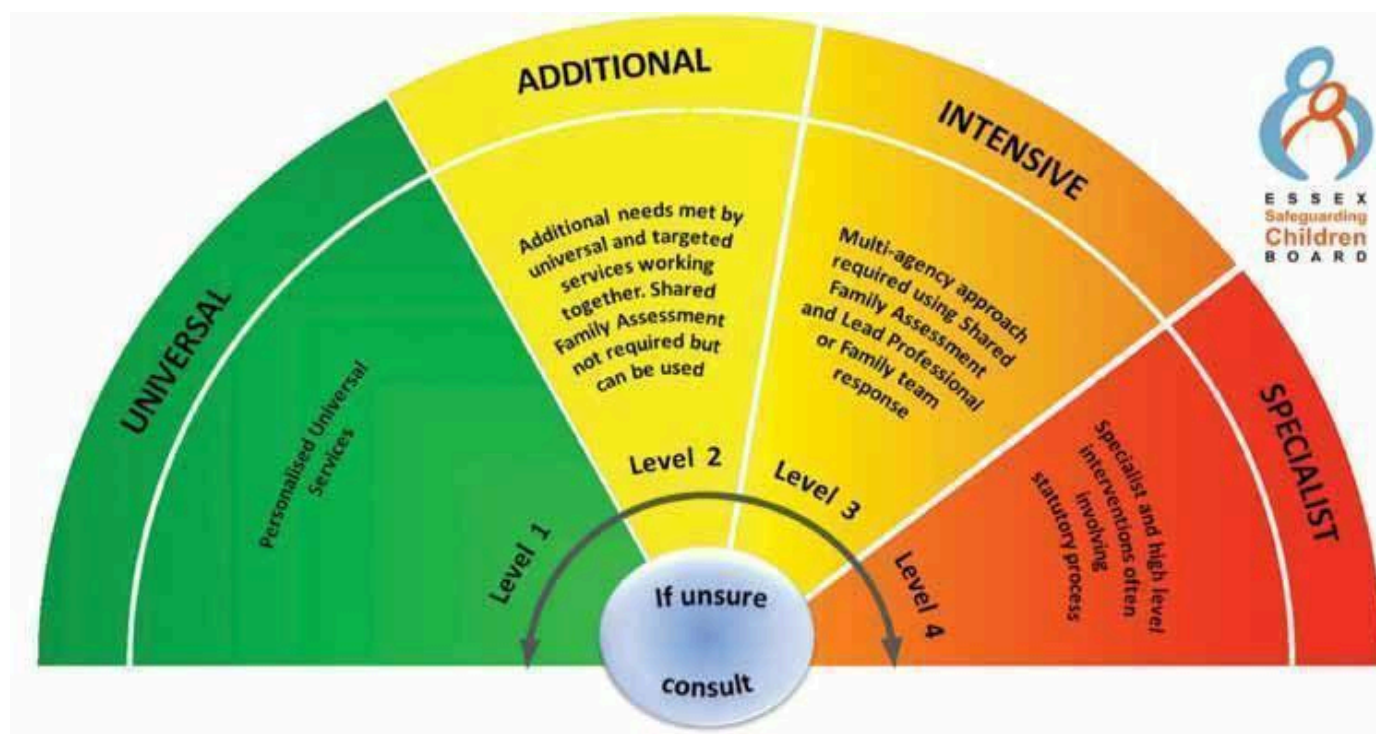 UNIVERSAL
Personalised Universal
Services
Level 1
ADDITIONAL
Additional needs met by
universal and targeted
services working
together. Shared
Family Assessment
not required but
can be used
Level 2
INTENSIVE
Multi-agency approach
required using Shared
Family Assessment
and Lead Professional
or Family team
response
Level 3
SPECIALIST
Specialist and high level
interventions often
involving
statutory process
Level 4
If unsure
consult
ESSEX
Safeguarding
Children
BOARD